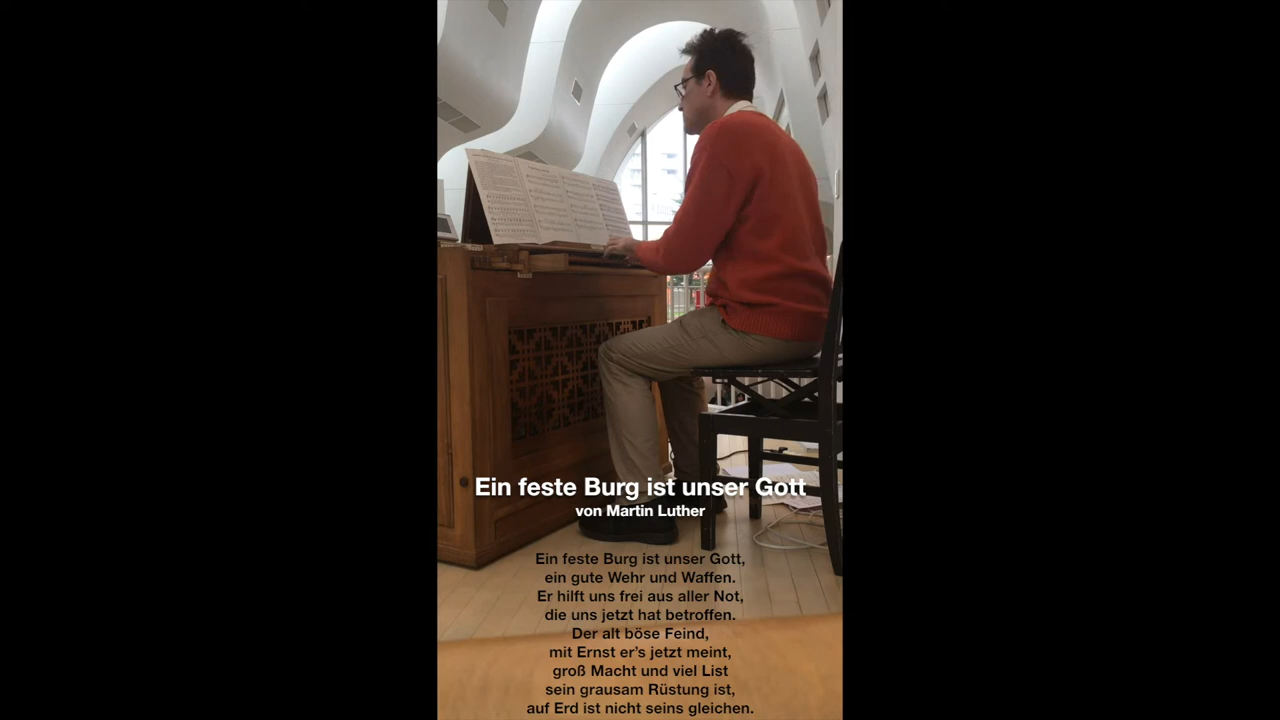 Ein feste Burg ist unser Gott
von Martin Luther
Ein feste Burg ist unser Gott,
ein gute Wehr und Waffen.
Er hilft uns frei aus aller Not,
die uns jetzt hat betroffen.
Der alt böse Feind,
mit Ernst er’s jetzt meint,
groß Macht und viel List
sein grausam Rüstung ist,
auf Erd ist nicht seins gleichen.